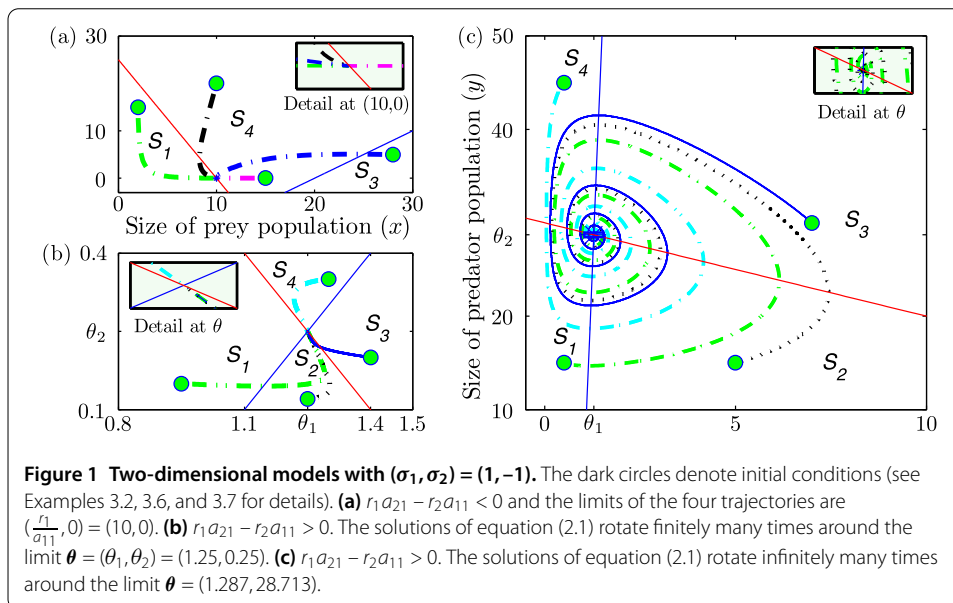 (a)
30
20
10
0
0
10
20
30
S1
S4
S3
Detail at (10,0)
Size of prey population (x)
(b)
0.4
θ2
0.1
0.8
1.1
θ1
1.4
1.5
Detail at θ
S4
S3
S2
S1
(c)
Size of predator population (y)
50
40
θ2
20
10
0
θ1
5
10
S4
S3
S1
S2
Detail at θ
Figure 1 Two-dimensional models with (σ1, σ2) = (1, –1). The dark circles denote initial conditions (see
Examples 3.2, 3.6, and 3.7 for details). (a) r1a21 – r2a11 < 0 and the limits of the four trajectories are
(r1/a11, 0) = (10, 0). (b) r1a21 – r2a11 > 0. The solutions of equation (2.1) rotate finitely many times around the
limit θ = (θ1, θ2) = (1.25, 0.25). (c) r1a21 – r2a11 > 0. The solutions of equation (2.1) rotate infinitely many times
around the limit θ = (1.287, 28.713).